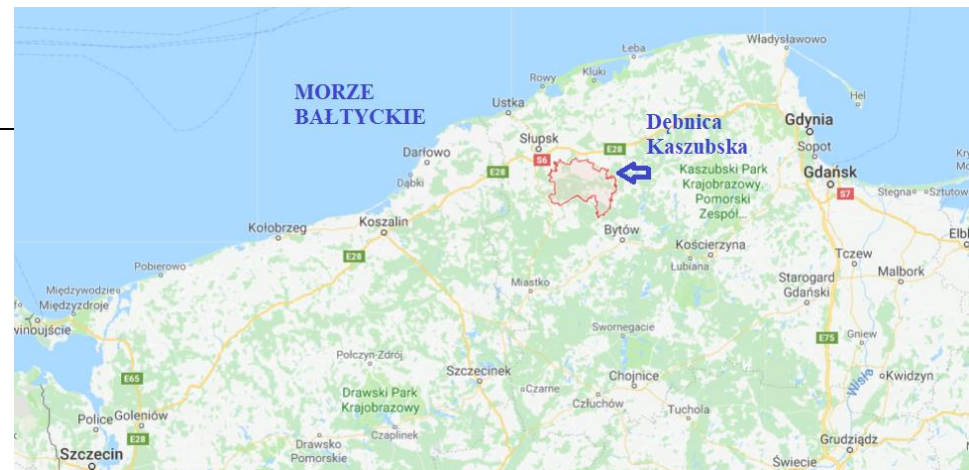 Władysławowo
Łeba
MORZE
BAŁTYCKIE
Rowy
Kluki
Hel
Ustka
Gdynia
Dębnica
Kaszubska
Słupsk
E28
Sopot
Darłowo
S6
Kaszubski Park
Krajobrazowy.
Pomorski
Zespół...
Gdańsk
E28
Dąbki
S7
Stegna
Sztutow
Kołobrzeg
Koszalin
Bytów
Kościerzyna
Elbl
E28
Tczew
Pobierowo
Łubiana
Malbork
Miastko
Starogard
Gdański
Międzywodzie
Międzyzdroje
winoujście
Swornegacie
E75
Gniew
Połczyn-Zdrój
Szczecinek
Chojnice
Wisła
Kwidzyn
E65
Drawski Park
Krajobrazowy
Czarne
Człuchów
Tuchola
Police
Goleniów
E28
Czaplinek
Drawsko
Pomorskie
Grudziądz
Szczecin
Świecie